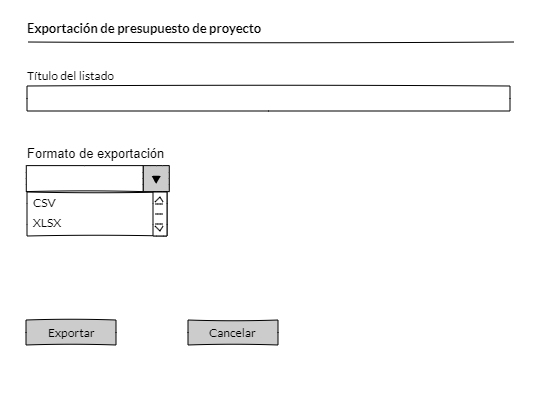 Exportación de presupuesto de proyecto
Título del listado
Formato de exportación
CSV
XLSX
Exportar
Cancelar